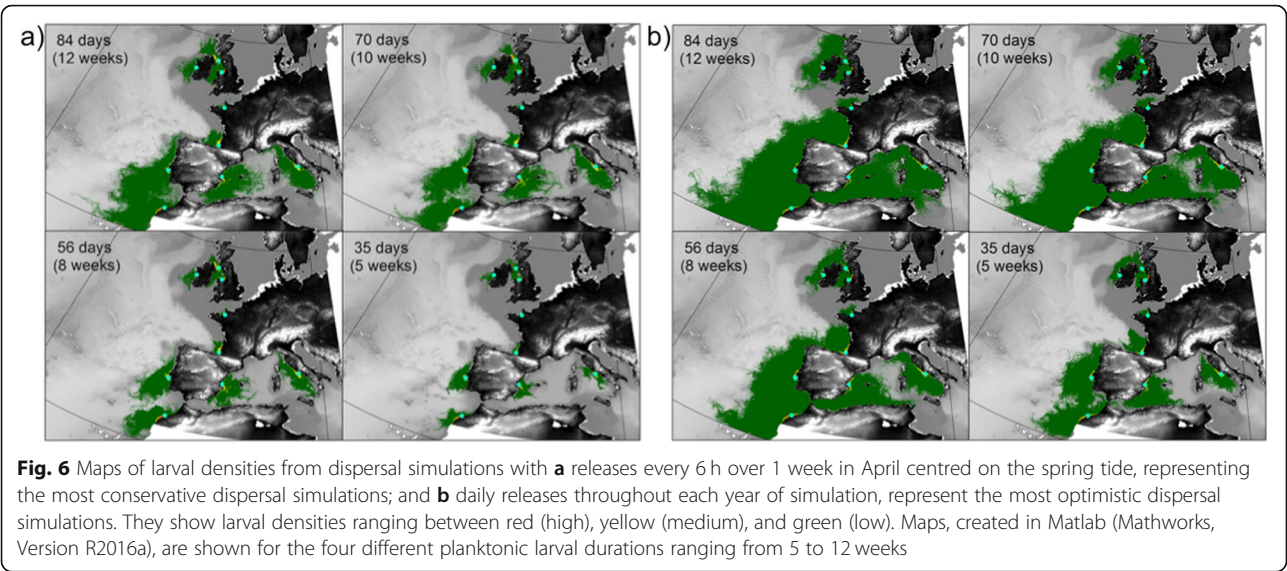 a)
84 days
(12 weeks)
70 days
(10 weeks)
56 days
(8 weeks)
35 days
(5 weeks)
b)
84 days
(12 weeks)
70 days
(10 weeks)
56 days
(8 weeks)
35 days
(5 weeks)
Fig. 6 Maps of larval densities from dispersal simulations with a releases every 6 h over 1 week in April centred on the spring tide, representing
the most conservative dispersal simulations; and b daily releases throughout each year of simulation, represent the most optimistic dispersal
simulations. They show larval densities ranging between red (high), yellow (medium), and green (low). Maps, created in Matlab (Mathworks,
Version R2016a), are shown for the four different planktonic larval durations ranging from 5 to 12 weeks